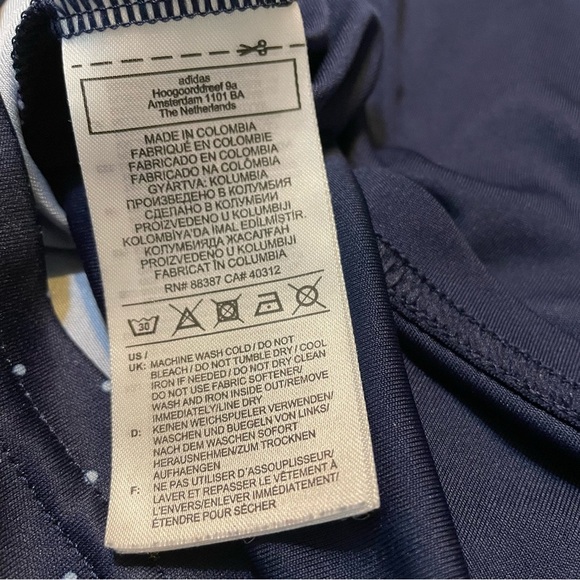 adidas
Hoogoorddreef 9a
Amsterdam 1101 BA
The Netherlands
MADE IN COLOMBIA
FABRIQUÉ EN COLOMBIE
FABRICADO EN COLOMBIA
FABRICADO NA COLÔMBIA
GYÁRTVA: KOLUMBIA
ПРОИЗВЕДЕНО В КОЛУМБИЯ
СДЕЛАНО В КОЛУМБИИ
PROIZVEDENO U KOLUMBIJI
KOLOMBIYA'DA IMAL EDİLMİŞTİR.
КОЛУМБИЯДА ЖАСАЛҒАН
PROIZVEDENO U KOLUMBIJI
FABRICAT ÎN COLUMBIA
RN# 88387 CA# 40312
30
US /
UK: MACHINE WASH COLD / DO NOT
BLEACH / DO NOT TUMBLE DRY / COOL
IRON IF NEEDED / DO NOT DRY CLEAN
DO NOT USE FABRIC SOFTENER/
WASH AND IRON INSIDE OUT/REMOVE
IMMEDIATELY/LINE DRY
D: KEINEN WEICHSPUELER VERWENDEN/
WASCHEN UND BUEGELN VON LINKS/
NACH DEM WASCHEN SOFORT
HERAUSNEHMEN/ZUM TROCKNEN
AUFHAENGEN
F: NE PAS UTILISER D'ASSOUPLISSEUR/
LAVER ET REPASSER LE VÊTEMENT À
L'ENVERS/ENLEVER IMMÉDIATEMENT/
ÉTENDRE POUR SÉCHER